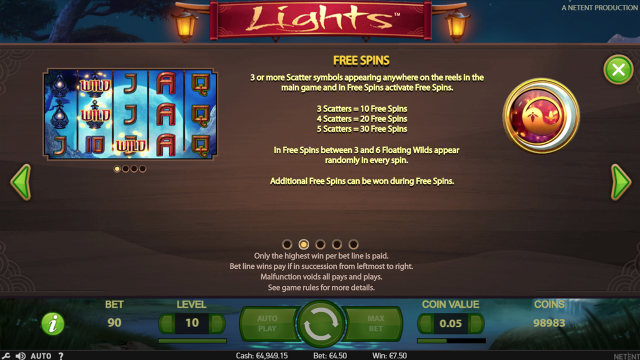 Lights™
A NETENT PRODUCTION
FREE SPINS
3 or more Scatter symbols appearing anywhere on the reels in the
main game and in Free Spins activate Free Spins.
3 Scatters = 10 Free Spins
4 Scatters = 20 Free Spins
5 Scatters = 30 Free Spins
In Free Spins between 3 and 6 Floating Wilds appear
randomly in every spin.
Additional Free Spins can be won during Free Spins.
WILD J A Q
WILD J A Q
J 10 WILD A Q
Only the highest win per bet line is paid.
Bet line wins pay if in succession from leftmost to right.
Malfunction voids all pays and plays.
See game rules for more details.
BET LEVEL COIN VALUE COINS
90 10 AUTO PLAY MAX BET 0.05 98983
AUTO ? Cash: €4,949.15 Bet: €4.50 Win: €7.50 NETENT